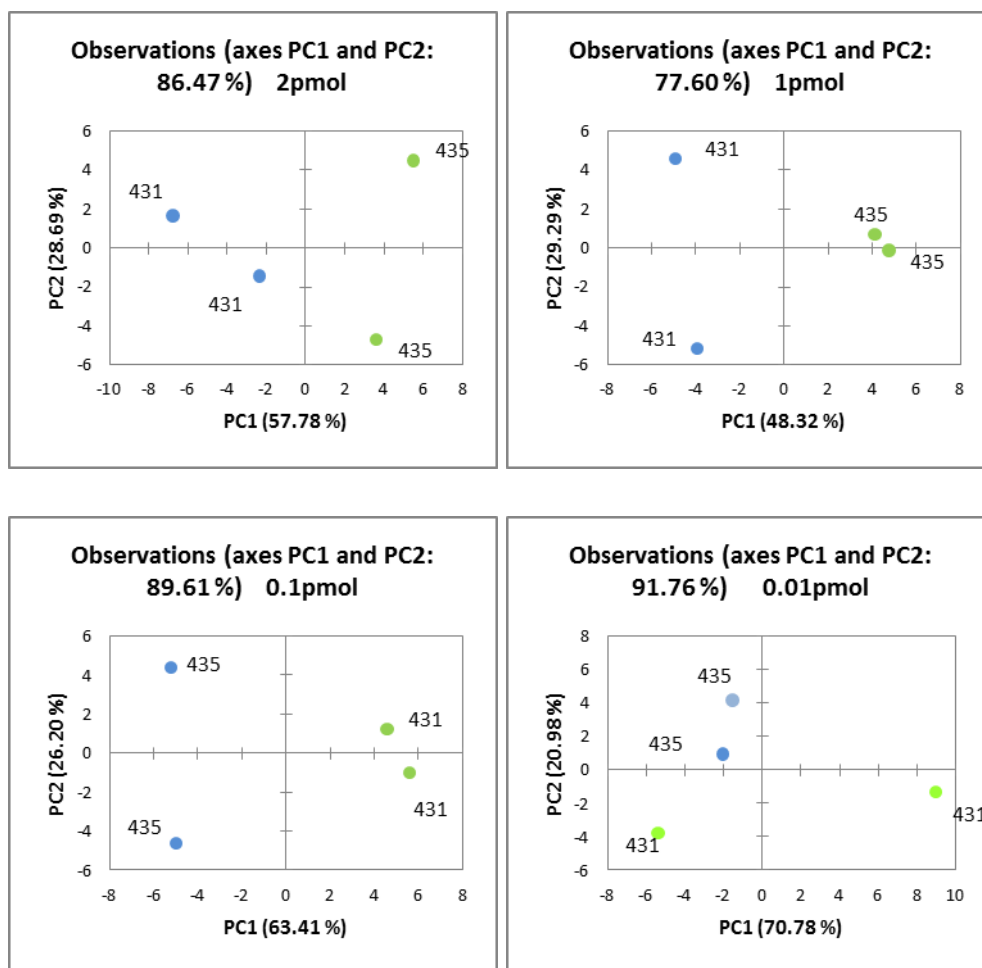 Observations (axes PC1 and PC2:
86.47 %) 2pmol
6
4
2
0
-2
-4
-6
-10 -8 -6 -4 -2 0 2 4 6 8
PC2 (28.69 %)
PC1 (57.78 %)
435
431
431
435
Observations (axes PC1 and PC2:
77.60 %) 1pmol
6
4
2
0
-2
-4
-6
-8 -6 -4 -2 0 2 4 6 8
PC2 (29.29 %)
PC1 (48.32 %)
431
435
435
431
Observations (axes PC1 and PC2:
89.61 %) 0.1pmol
6
4
2
0
-2
-4
-6
-8 -6 -4 -2 0 2 4 6 8
PC2 (26.20 %)
PC1 (63.41 %)
435
431
431
435
Observations (axes PC1 and PC2:
91.76 %) 0.01pmol
8
6
4
2
0
-2
-4
-6
-8 -6 -4 -2 0 2 4 6 8 10
PC2 (20.98 %)
PC1 (70.78 %)
435
435
431
431